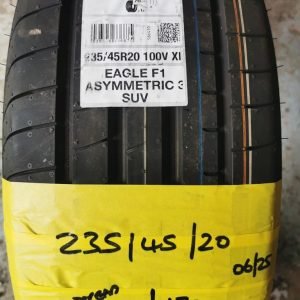 235/45R20 100V Xl
EAGLE F1
ASYMMETRIC 3
SUV
235/45/20
06/25